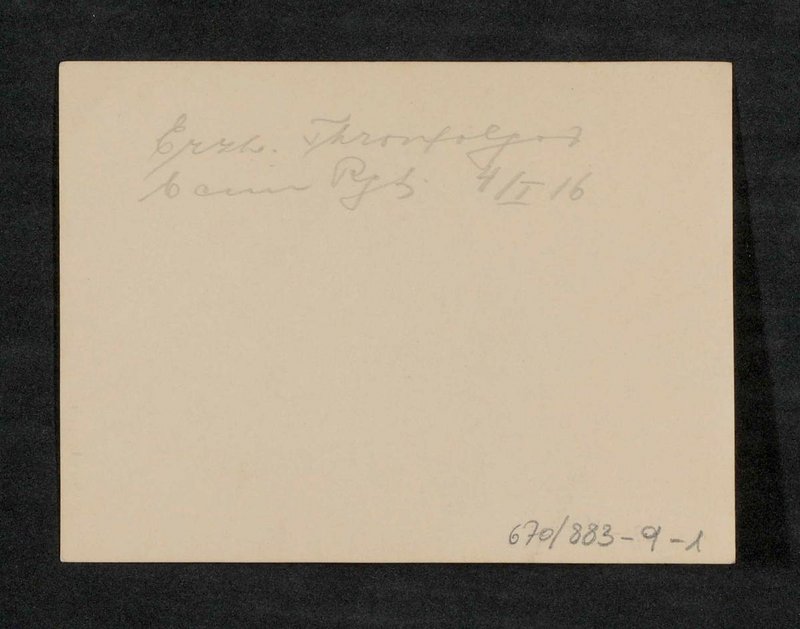 Erzh. Thronfolger
beim Rgt. 4/I 16
670/883-9-1